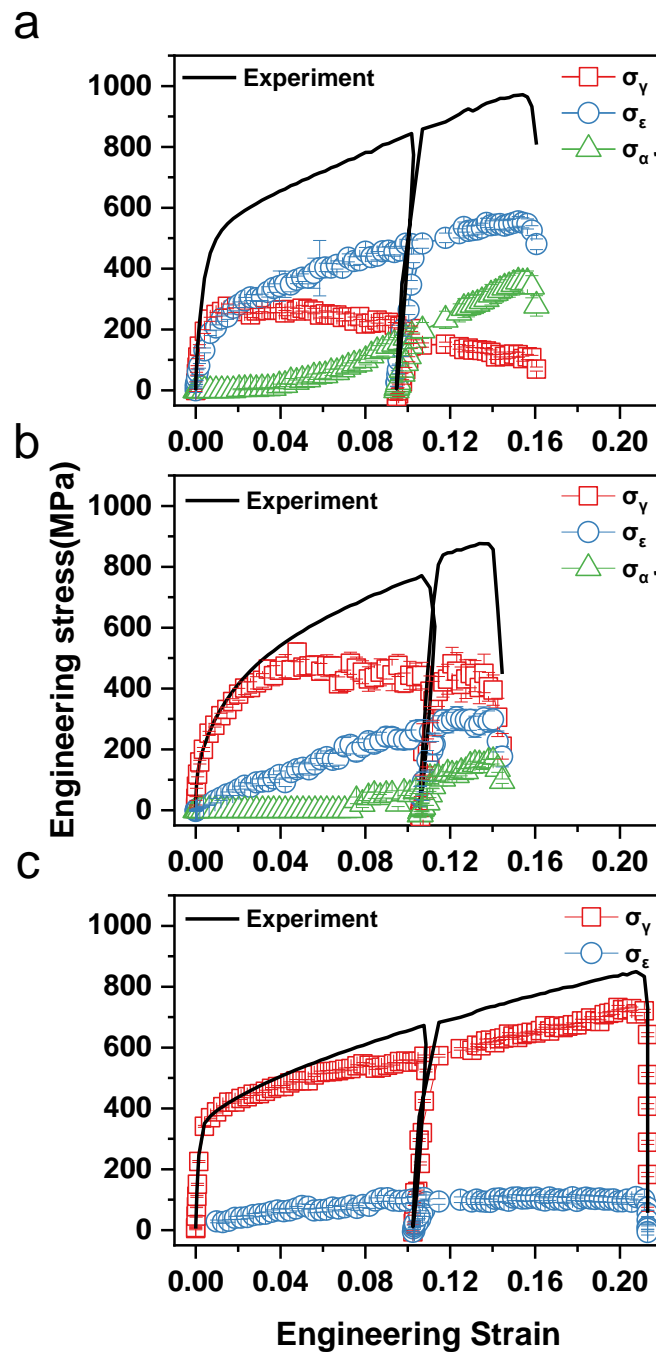 a
Experiment
σγ
σε
σα'
1000
800
600
400
200
0
0.00 0.04 0.08 0.12 0.16 0.20
b
Engineering stress(MPa)
Experiment
σγ
σε
σα'
1000
800
600
400
200
0
0.00 0.04 0.08 0.12 0.16 0.20
c
Experiment
σγ
σε
1000
800
600
400
200
0
0.00 0.04 0.08 0.12 0.16 0.20
Engineering Strain